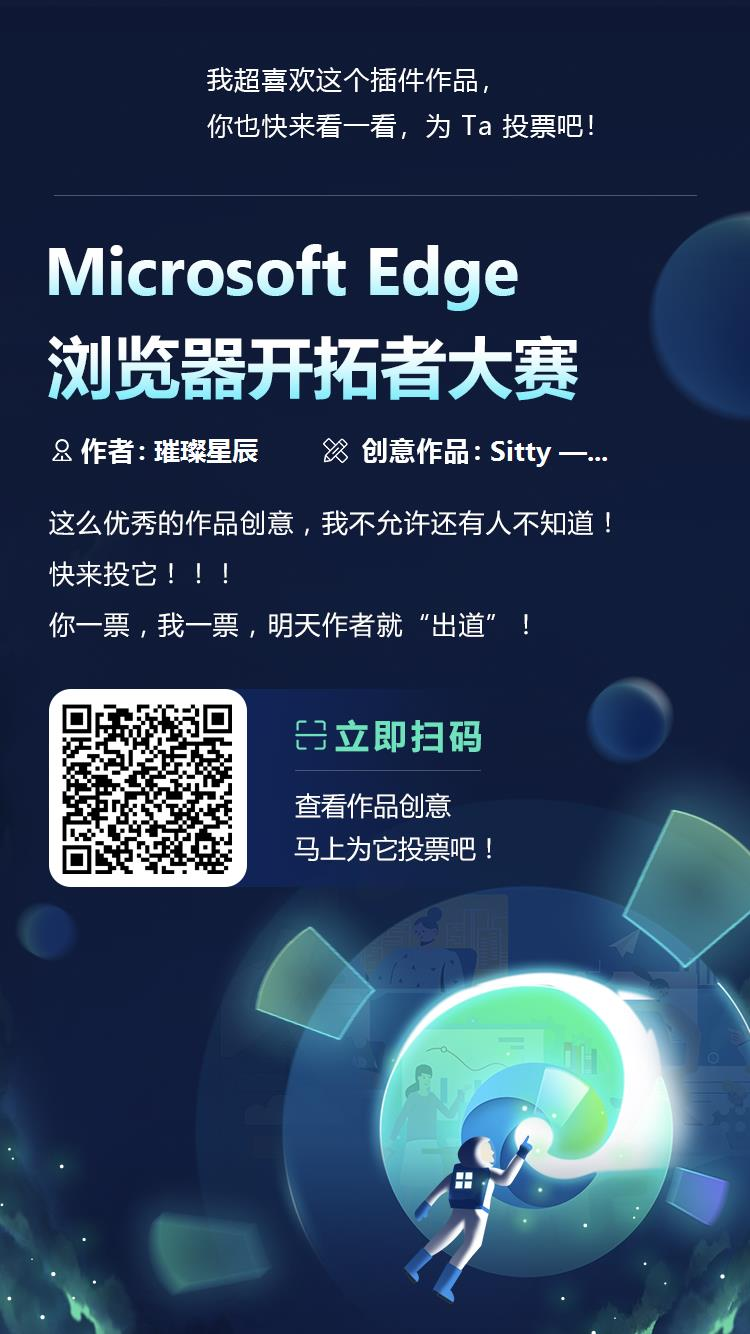 我超喜欢这个插件作品，
你也快来看一看，为 Ta 投票吧！
Microsoft Edge
浏览器开拓者大赛
作者：璀璨星辰
创意作品：Sitty —...
这么优秀的作品创意，我不允许还有人不知道！
快来投它！！！
你一票，我一票，明天作者就“出道”！
立即扫码
查看作品创意
马上为它投票吧！